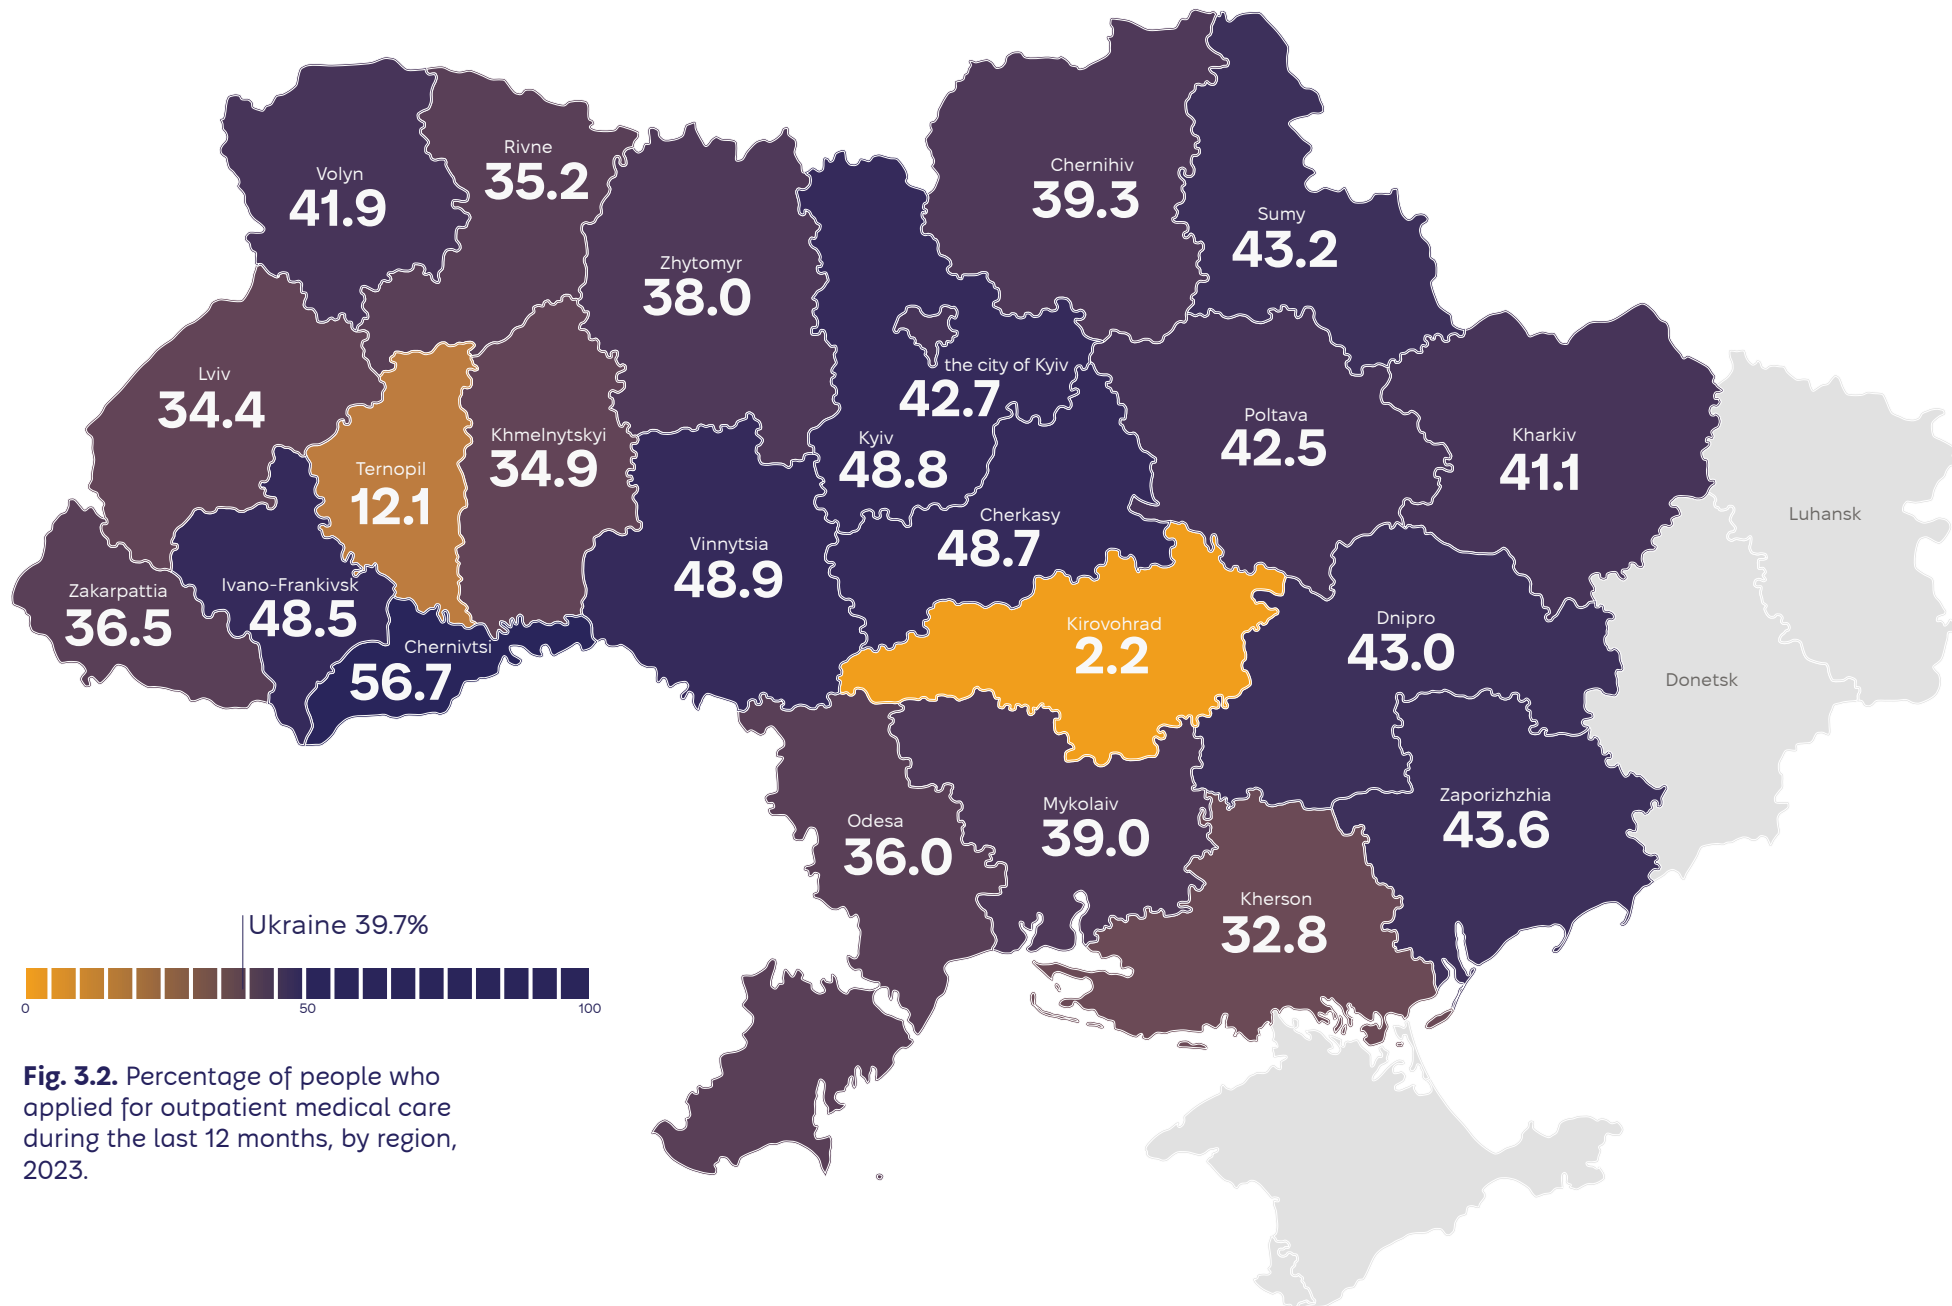 Volyn
41.9
Rivne
35.2
Zhytomyr
38.0
Chernihiv
39.3
Sumy
43.2
Lviv
34.4
Ternopil
12.1
Khmelnytskyi
34.9
the city of Kyiv
42.7
Kyiv
48.8
Poltava
42.5
Kharkiv
41.1
Luhansk
Cherkasy
48.7
Vinnytsia
48.9
Zakarpattia
36.5
Ivano-Frankivsk
48.5
Chernivtsi
56.7
Kirovohrad
2.2
Dnipro
43.0
Donetsk
Odesa
36.0
Mykolaiv
39.0
Zaporizhzhia
43.6
Kherson
32.8
Ukraine 39.7%
0 50 100
Fig. 3.2. Percentage of people who
applied for outpatient medical care
during the last 12 months, by region,
2023.